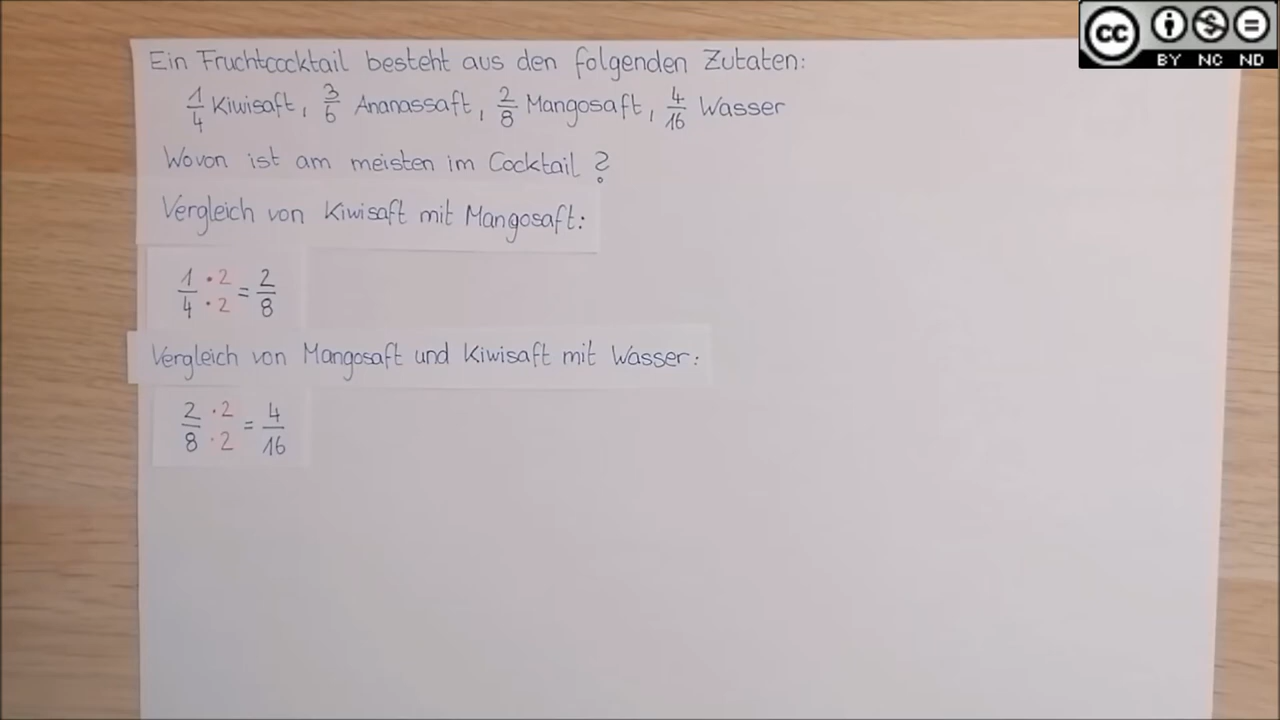 Ein Fruchtcocktail besteht aus den folgenden Zutaten:
1/4 Kiwisaft, 3/6 Ananassaft, 2/8 Mangosaft, 4/16 Wasser
Wovon ist am meisten im Cocktail?
Vergleich von Kiwisaft mit Mangosaft:
1·2/4·2 = 2/8
Vergleich von Mangosaft und Kiwisaft mit Wasser:
2·2/8·2 = 4/16
cc
BY NC ND